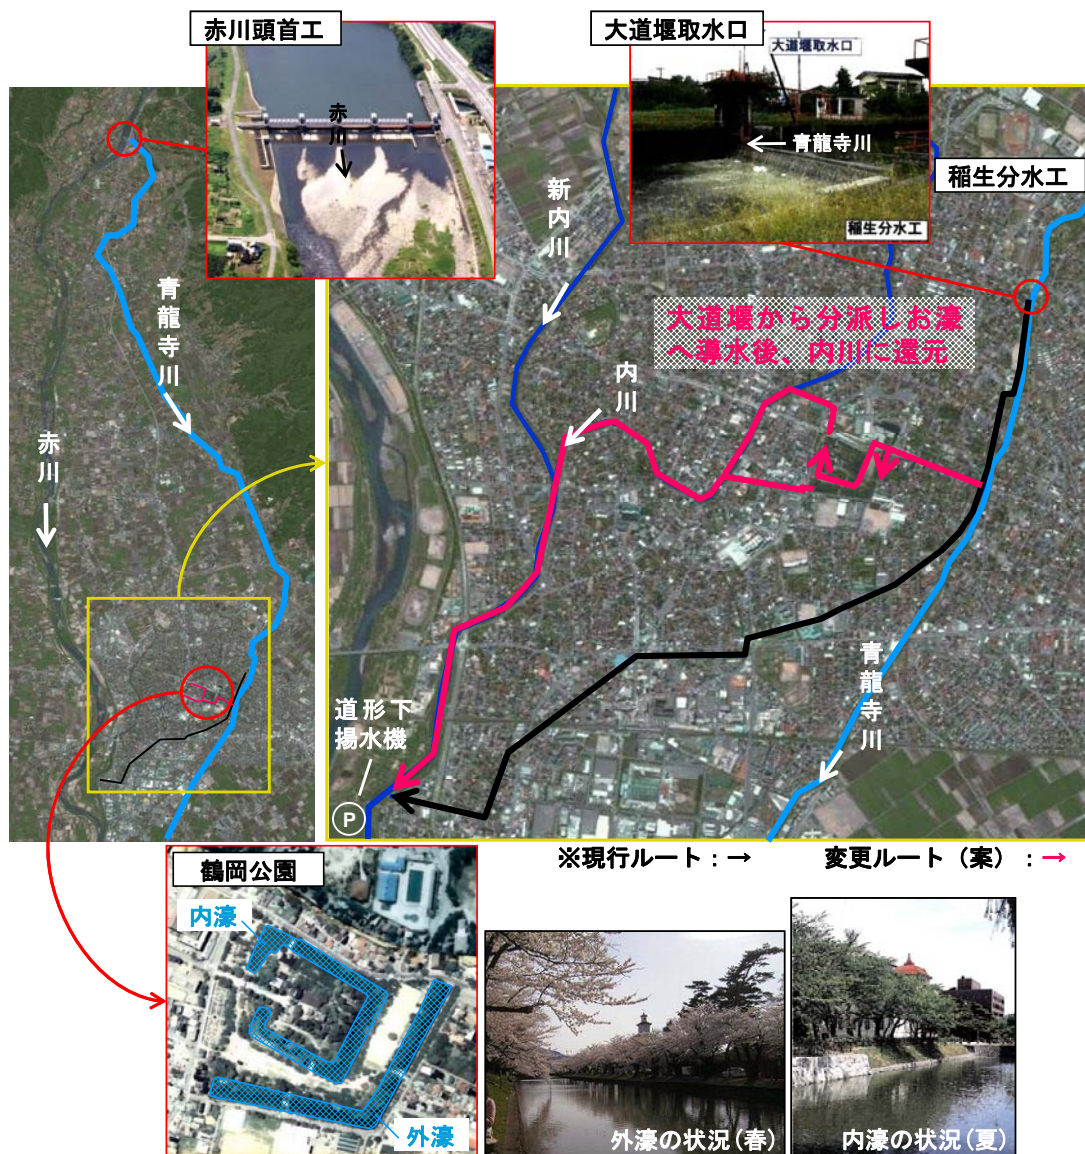 赤川頭首工
大道堰取水口
赤川
大道堰取水口
青龍寺川
稲生分水工
稲生分水工
新内川
青龍寺川
大道堰から分派しお濠
へ導水後、内川に還元
内川
赤川
青龍寺川
道形下
揚水機
P
※現行ルート：→ 変更ルート（案）：→
鶴岡公園
内濠
外濠
外濠の状況(春)
内濠の状況(夏)